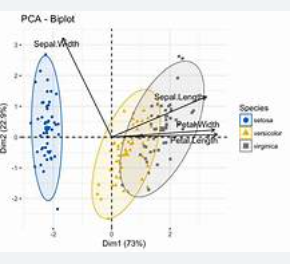 PCA - Biplot
Dim2 (22.9%)
3
2
1
0
-1
-2
Sepal.Width
Sepal.Length
Petal.Width
Petal.Length
-2
0
2
Dim1 (73%)
Species
setosa
versicolor
virginica